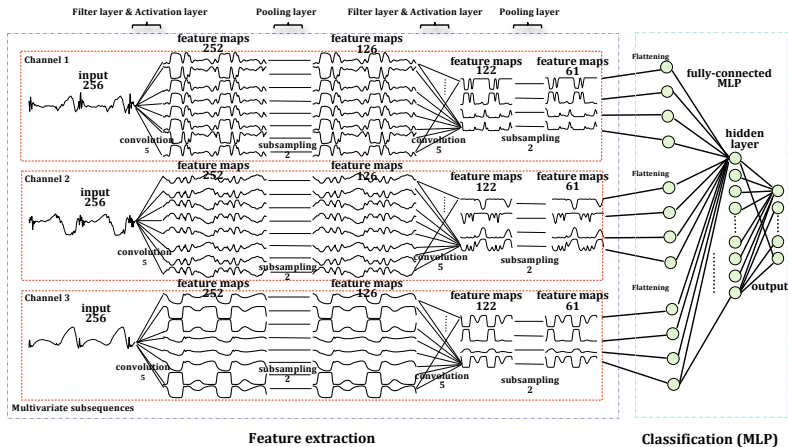 Filter layer & Activation layer
Pooling layer
Filter layer & Activation layer
Pooling layer
Channel 1
input
256
feature maps
252
feature maps
126
feature maps
122
feature maps
61
convolution
5
subsampling
2
convolution
5
subsampling
2
Flattening
fully-connected
MLP
hidden
layer
Channel 2
input
256
feature maps
252
feature maps
126
feature maps
122
feature maps
61
convolution
5
subsampling
2
convolution
5
subsampling
2
Flattening
output
Channel 3
input
256
feature maps
252
feature maps
126
feature maps
122
feature maps
61
convolution
5
subsampling
2
convolution
5
subsampling
2
Flattening
Multivariate subsequences
Feature extraction
Classification (MLP)